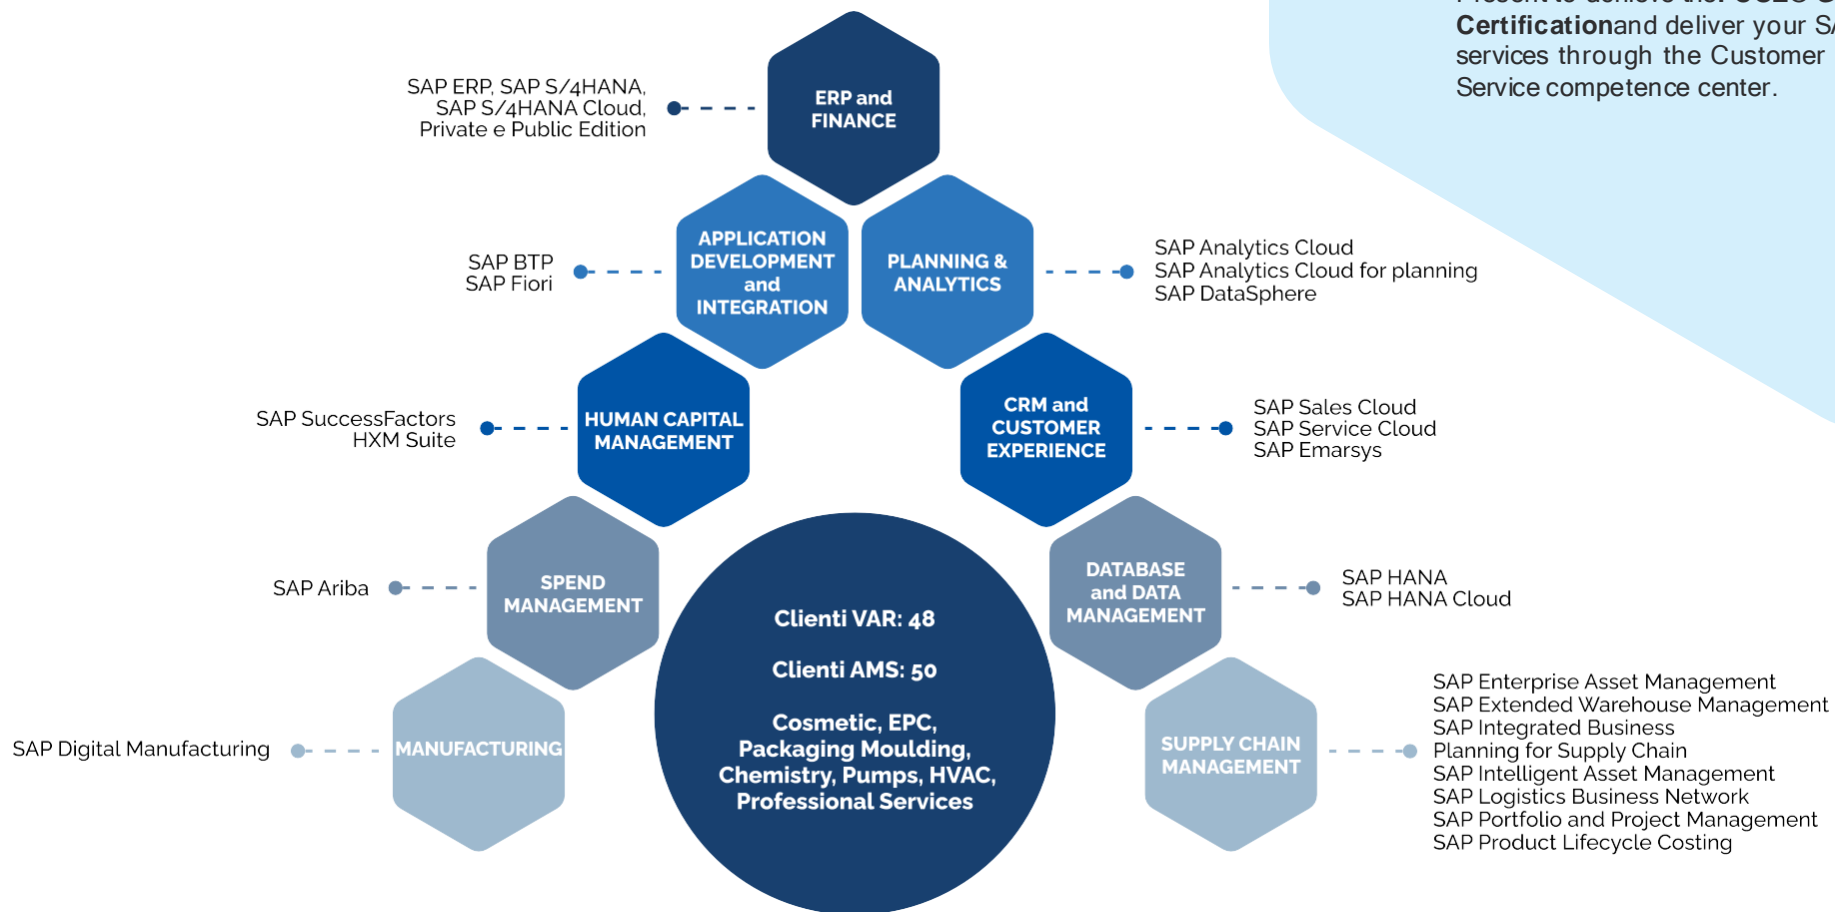 Present to achieve the
Certificationand deliver your
services through the Customer
Service competence center.
ERP and
FINANCE
SAP ERP, SAP S/4HANA,
SAP S/4HANA Cloud,
Private e Public Edition
APPLICATION
DEVELOPMENT
and
INTEGRATION
SAP BTP
SAP Fiori
PLANNING &
ANALYTICS
SAP Analytics Cloud
SAP Analytics Cloud for planning
SAP DataSphere
HUMAN CAPITAL
MANAGEMENT
SAP SuccessFactors
HXM Suite
CRM and
CUSTOMER
EXPERIENCE
SAP Sales Cloud
SAP Service Cloud
SAP Emarsys
SPEND
MANAGEMENT
SAP Ariba
DATABASE
and DATA
MANAGEMENT
SAP HANA
SAP HANA Cloud
MANUFACTURING
SAP Digital Manufacturing
Clienti VAR: 48
Clienti AMS: 50
Cosmetic, EPC,
Packaging Moulding,
Chemistry, Pumps, HVAC,
Professional Services
SUPPLY CHAIN
MANAGEMENT
SAP Enterprise Asset Management
SAP Extended Warehouse Management
SAP Integrated Business
Planning for Supply Chain
SAP Intelligent Asset Management
SAP Logistics Business Network
SAP Portfolio and Project Management
SAP Product Lifecycle Costing